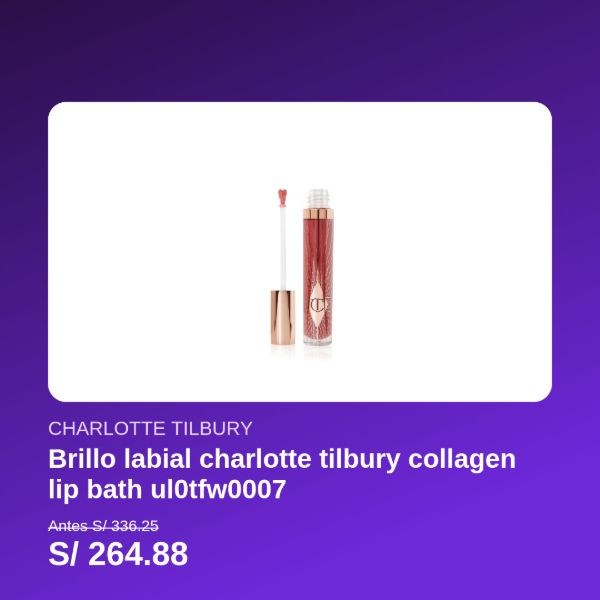 CHARLOTTE TILBURY
Brillo labial charlotte tilbury collagen
lip bath ul0tfw0007
Antes S/ 336.25
S/ 264.88